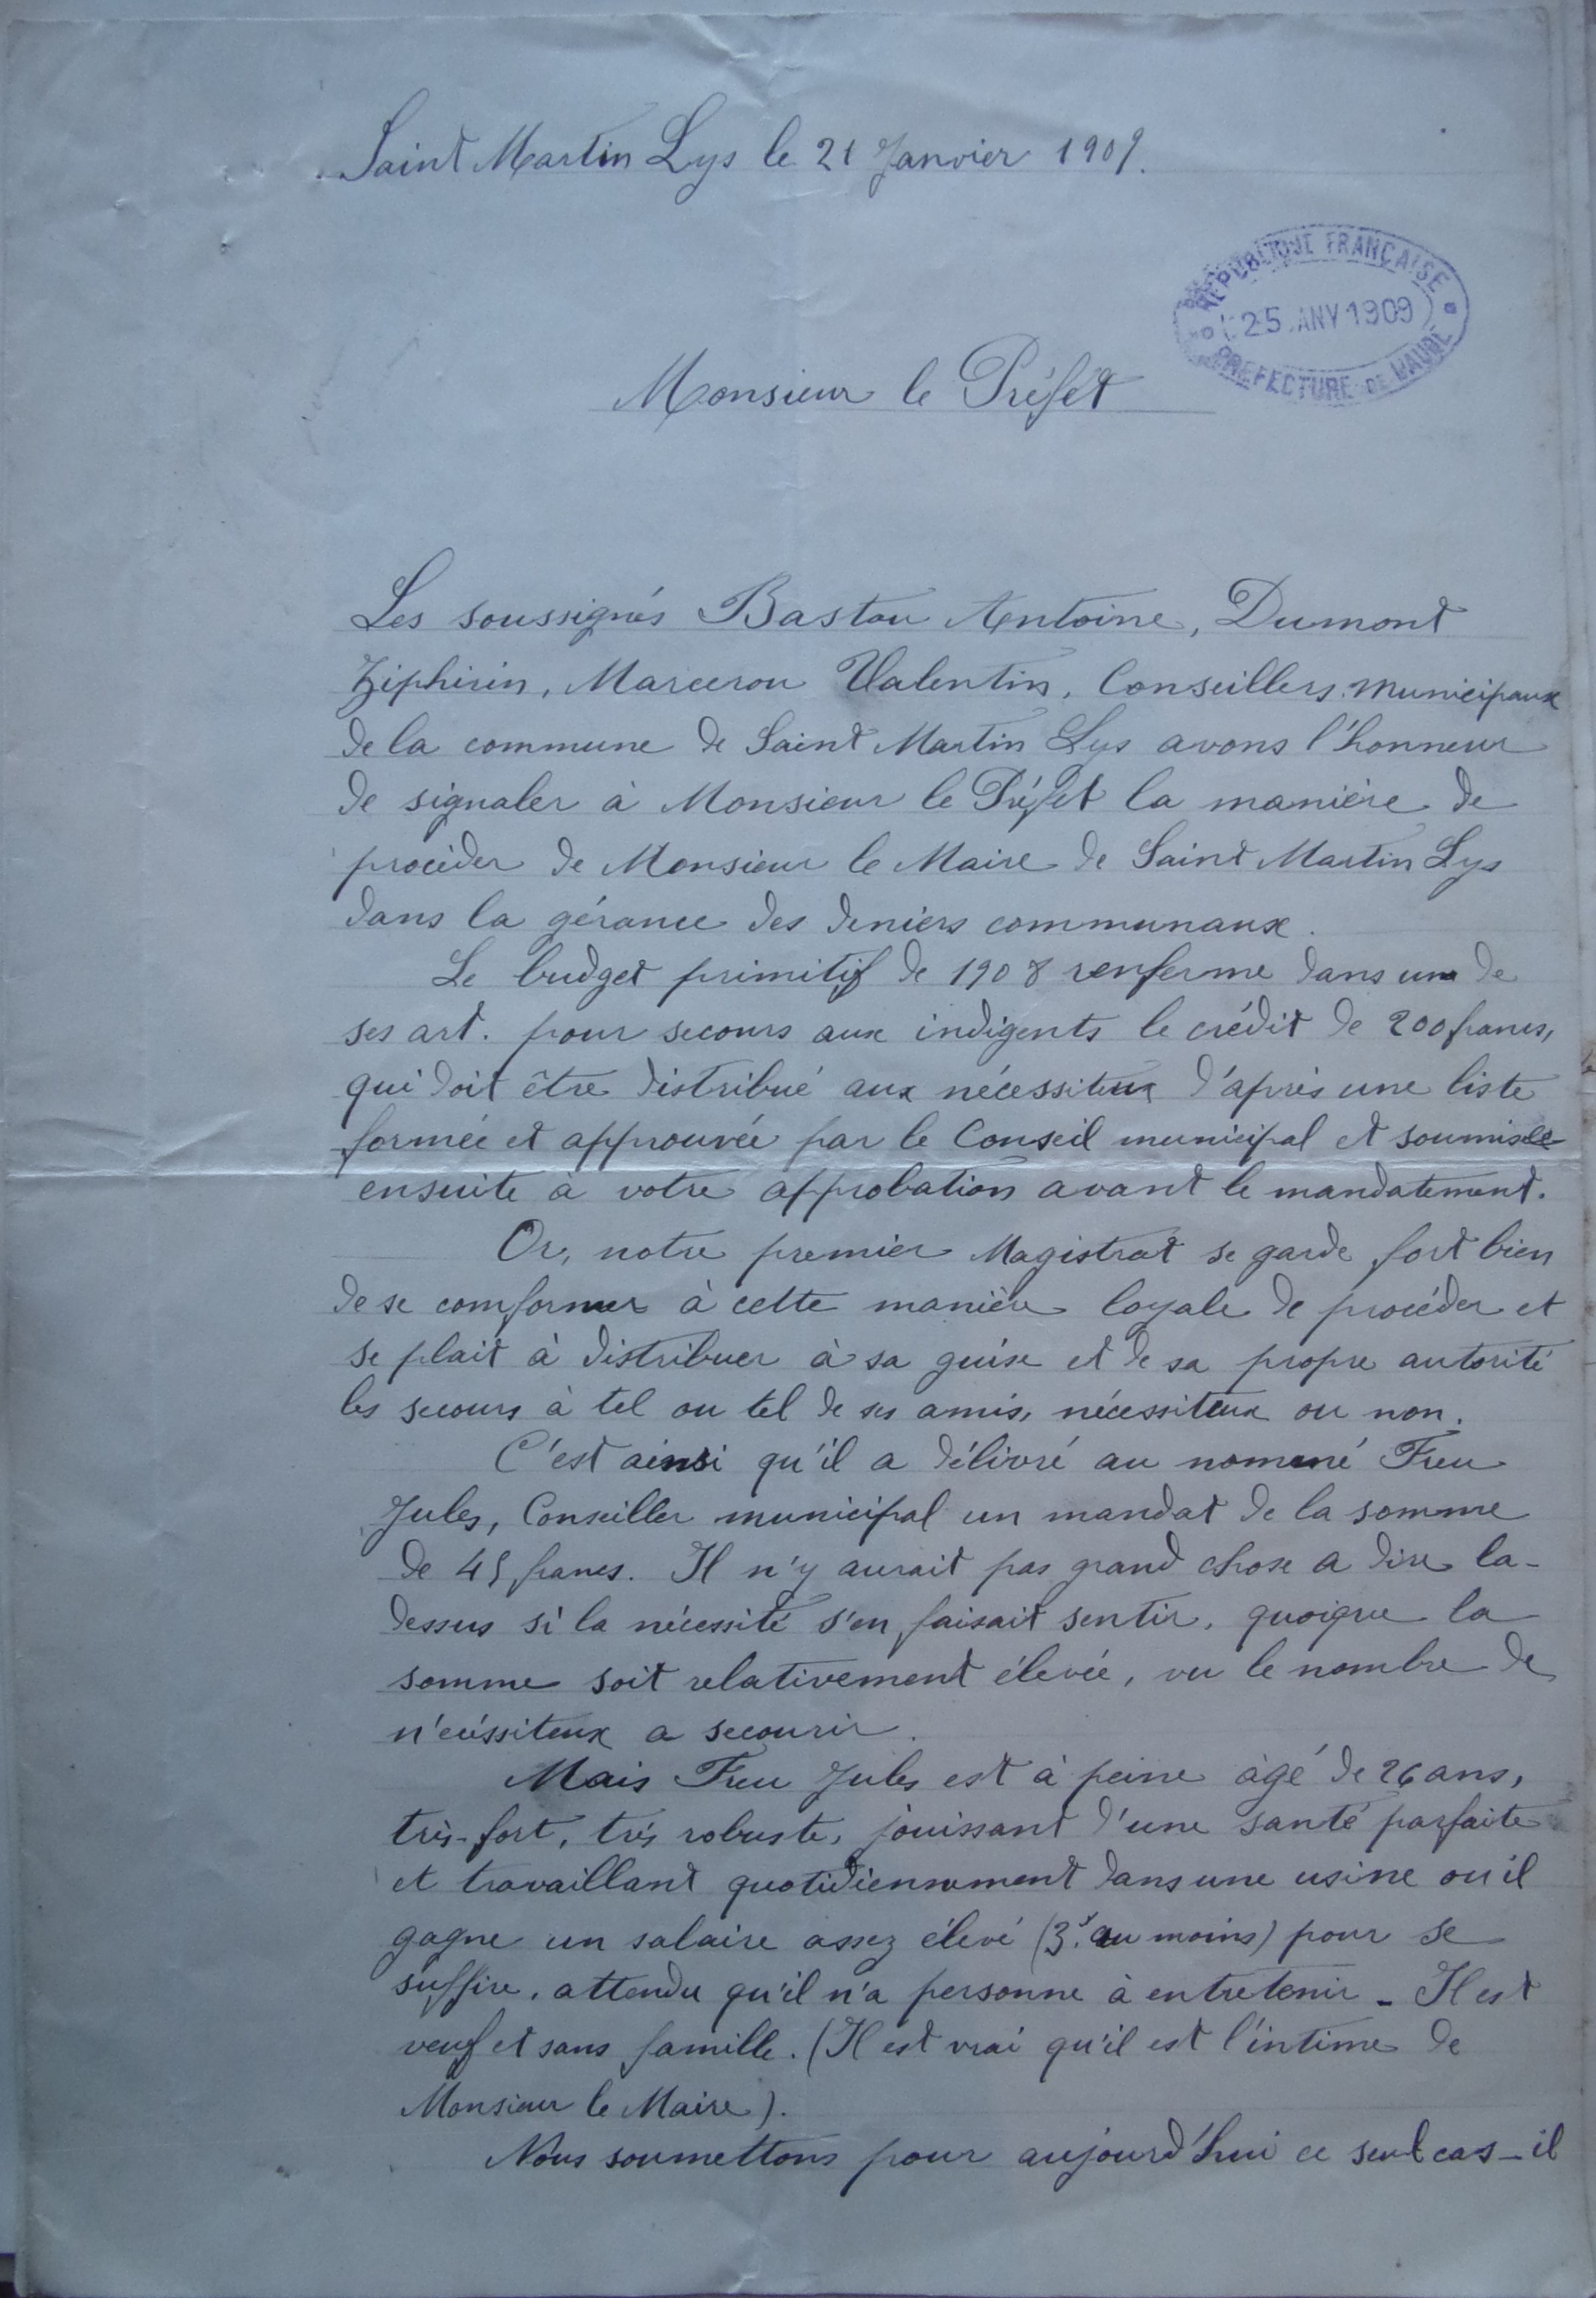 Saint Martin Lys le 21 Janvier 1909.
REPUBLIQUE FRANÇAISE
25 JANV 1909
PREFECTURE DE L'AUDE
Monsieur le Préfet
Les soussignés Bastou Antoine, Dumont
Ziphirin, Marceron Valentin, Conseillers municipaux
de la commune de Saint Martin Lys avons l'honneur
de signaler à Monsieur le Préfet la manière de
procéder de Monsieur le Maire de Saint Martin Lys
dans la gérance des deniers communaux.
Le budget primitif de 1908 renferme dans un de
ses art. pour secours aux indigents le crédit de 200 francs,
qui doit être distribué aux nécessiteux d'après une liste
formée et approuvée par le Conseil municipal et soumise
ensuite à votre approbation avant le mandatement.
Or, notre premier Magistrat se garde fort bien
de se comformer à cette manière loyale de procéder et
se plait à distribuer à sa guise et de sa propre autorité
les secours à tel ou tel de ses amis, nécessiteux ou non.
C'est ainsi qu'il a délivré au nommé Freu
Jules, Conseiller municipal un mandat de la somme
de 45 francs. Il n'y aurait pas grand chose a dire la-
dessus si la nécessité s'en faisait sentir, quoique la
somme soit relativement élevée, vu le nombre de
n'écéssiteux a secourir.
Mais Freu Jules est à peine àgé de 26 ans,
très-fort, très robuste, jouissant d'une santé parfaite
et travaillant quotidiennement dans une usine ou il
gagne un salaire assez élevé (3f. au moins) pour se
suffire, attendu qu'il n'a personne à entretenir - Il est
veuf et sans famille. (Il est vrai qu'il est l'intime de
Monsieur le Maire).
Nous soumettons pour aujourd'hui ce seul cas - il